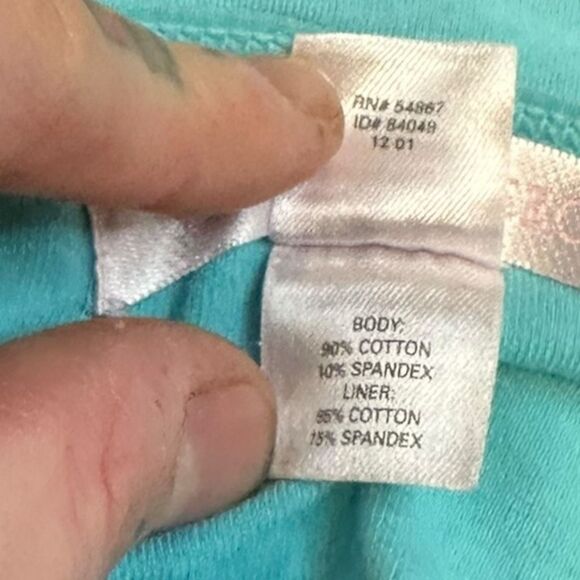 RN# 54867
ID# 84049
12 01
BODY:
90% COTTON
10% SPANDEX
LINER:
85% COTTON
15% SPANDEX